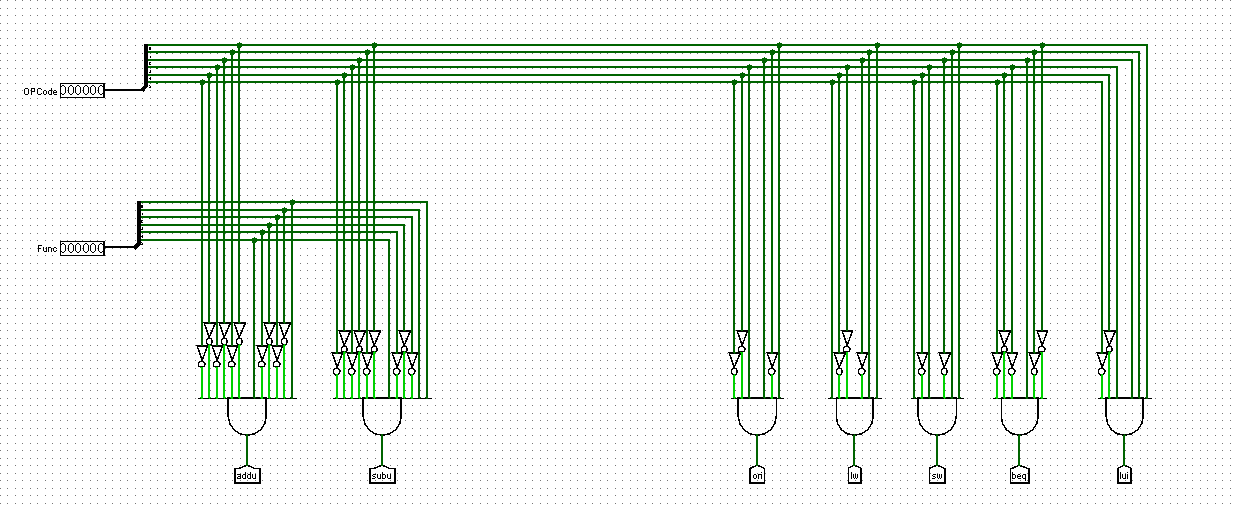 OPCode 000000
Func 000000
addu subu ori lw sw beq lui